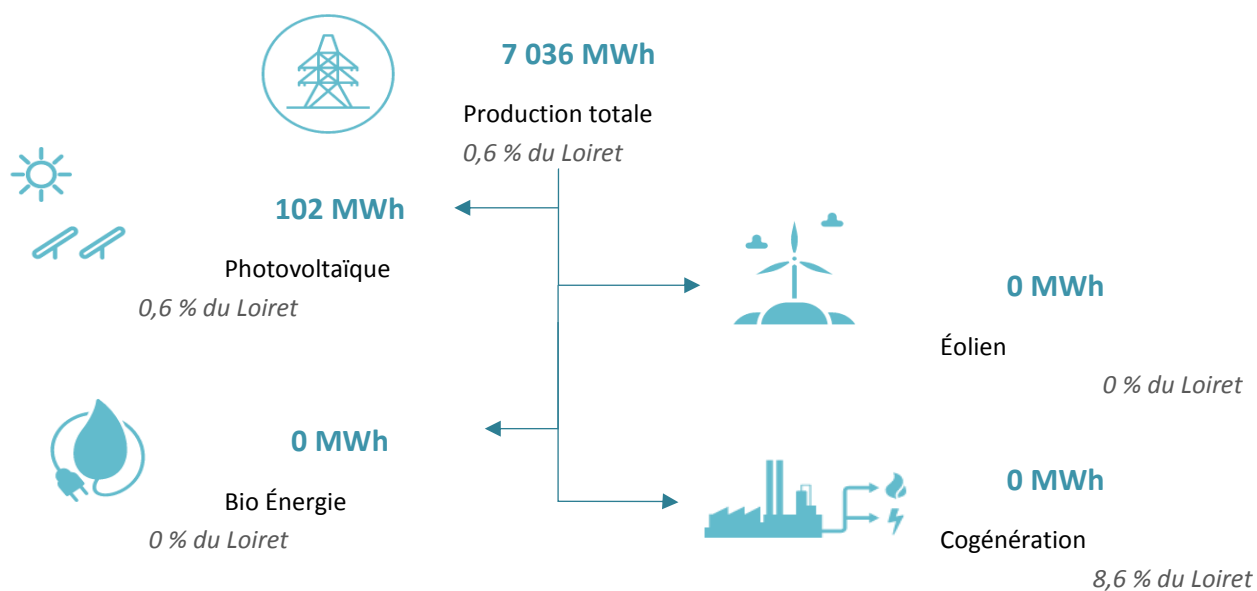 7 036 MWh
Production totale
0,6 % du Loiret
102 MWh
Photovoltaïque
0,6 % du Loiret
0 MWh
Éolien
0 % du Loiret
0 MWh
Bio Énergie
0 % du Loiret
0 MWh
Cogénération
8,6 % du Loiret